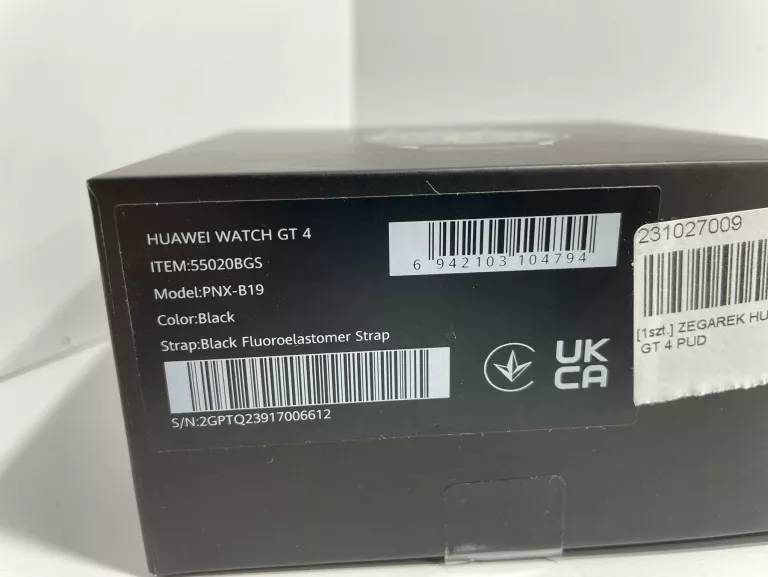 HUAWEI WATCH GT 4
ITEM:55020BGS
Model:PNX-B19
Color:Black
Strap:Black Fluoroelastomer Strap
S/N:2GPTQ23917006612
6 942103 104794
UK
CA
231027009
[1szt.] ZEGAREK HU
GT 4 PUD